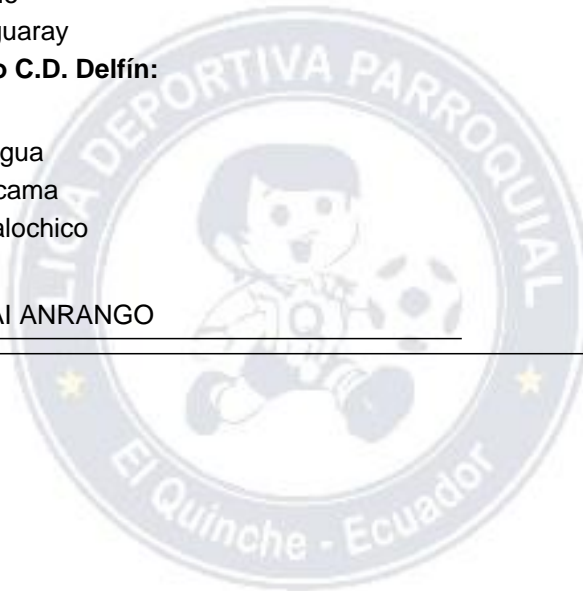 guaray
o C.D. Delfín:
gua
cama
alochico
AI ANRANGO
LIGA DEPORTIVA PARROQUIAL
Q
El Quinche - Ecuador